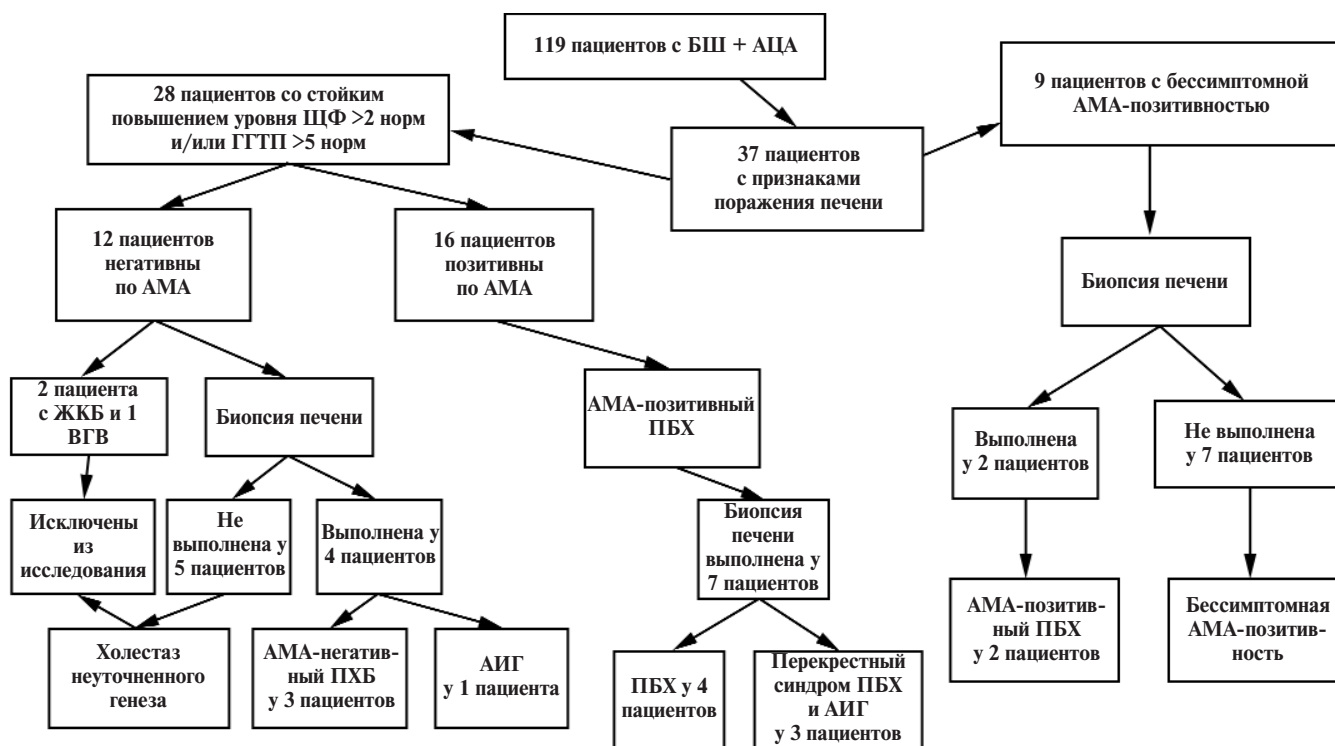 119 пациентов с БШ + АЦА
28 пациентов со стойким
повышением уровня ЩФ >2 норм
и/или ГГТП >5 норм
9 пациентов с бессимптомной
АМА-позитивностью
37 пациентов
с признаками
поражения печени
12 пациентов
негативны
по АМА
16 пациентов
позитивны
по АМА
Биопсия печени
2 пациента
с ЖКБ и 1
ВГВ
Биопсия печени
АМА-позитивный
ПБХ
Выполнена
у 2 пациентов
Не выполнена
у 7 пациентов
Исключены
из
исследования
Не
выполнена у
5 пациентов
Выполнена у
4 пациентов
Биопсия
печени
выполнена у
7 пациентов
АМА-позитив-
ный ПБХ
у 2 пациентов
Бессимптомная
АМА-позитив-
ность
Холестаз
неуточненного
генеза
АМА-негатив-
ный ПХБ
у 3 пациентов
АИГ
у 1 пациента
ПБХ у 4
пациентов
Перекрестный
синдром ПБХ
и АИГ
у 3 пациентов